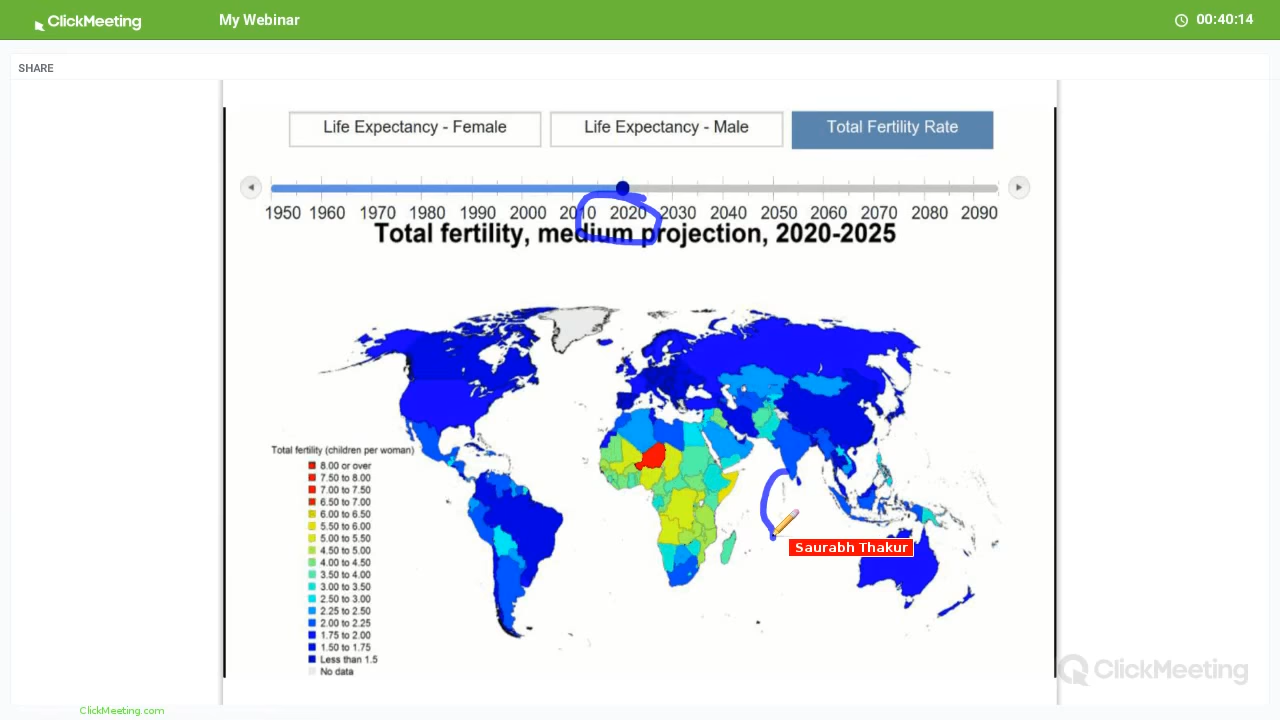 ClickMeeting My Webinar 00:40:14
SHARE
Life Expectancy - Female Life Expectancy - Male Total Fertility Rate
1950 1960 1970 1980 1990 2000 2010 2020 2030 2040 2050 2060 2070 2080 2090
Total fertility, medium projection, 2020-2025
Total fertility (children per woman)
8.00 or over
7.50 to 8.00
7.00 to 7.50
6.50 to 7.00
6.00 to 6.50
5.50 to 6.00
5.00 to 5.50
4.50 to 5.00
4.00 to 4.50
3.50 to 4.00
3.00 to 3.50
2.50 to 3.00
2.25 to 2.50
2.00 to 2.25
1.75 to 2.00
1.50 to 1.75
Less than 1.5
No data
Saurabh Thakur
ClickMeeting
ClickMeeting.com